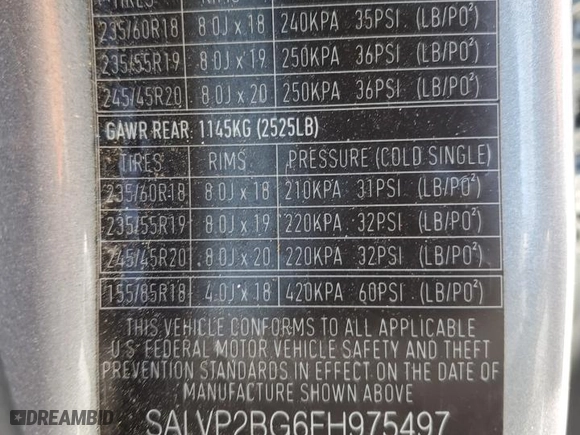 TIRES RIMS
235/60R18 8.0J x 18 240KPA 35PSI (LB/PO²)
235/55R19 8.0J x 19 250KPA 36PSI (LB/PO²)
245/45R20 8.0J x 20 250KPA 36PSI (LB/PO²)
GAWR REAR: 1145KG (2525LB)
TIRES RIMS PRESSURE (COLD SINGLE)
235/60R18 8.0J x 18 210KPA 31PSI (LB/PO²)
235/55R19 8.0J x 19 220KPA 32PSI (LB/PO²)
245/45R20 8.0J x 20 220KPA 32PSI (LB/PO²)
155/85R18 4.0J x 18 420KPA 60PSI (LB/PO²)
THIS VEHICLE CONFORMS TO ALL APPLICABLE
U.S. FEDERAL MOTOR VEHICLE SAFETY AND THEFT
PREVENTION STANDARDS IN EFFECT ON THE DATE OF
MANUFACTURE SHOWN ABOVE
SALVP2BG6FH975497
DREAMBID